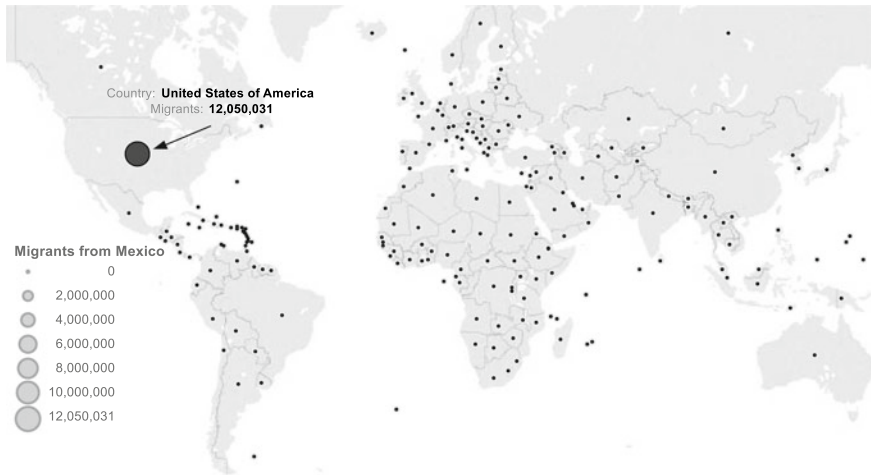 Country: United States of America
Migrants: 12,050,031
Migrants from Mexico
0
2,000,000
4,000,000
6,000,000
8,000,000
10,000,000
12,050,031